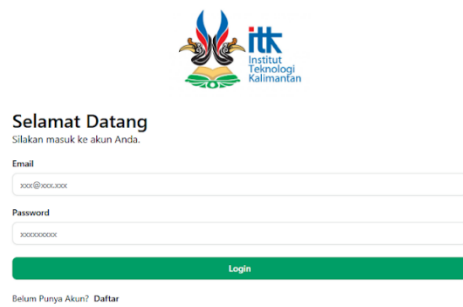 itk
Institut
Teknologi
Kalimantan
Selamat Datang
Silakan masuk ke akun Anda.
Email
xxx@xxx.xxx
Password
xxxxxxxxx
Login
Belum Punya Akun? Daftar